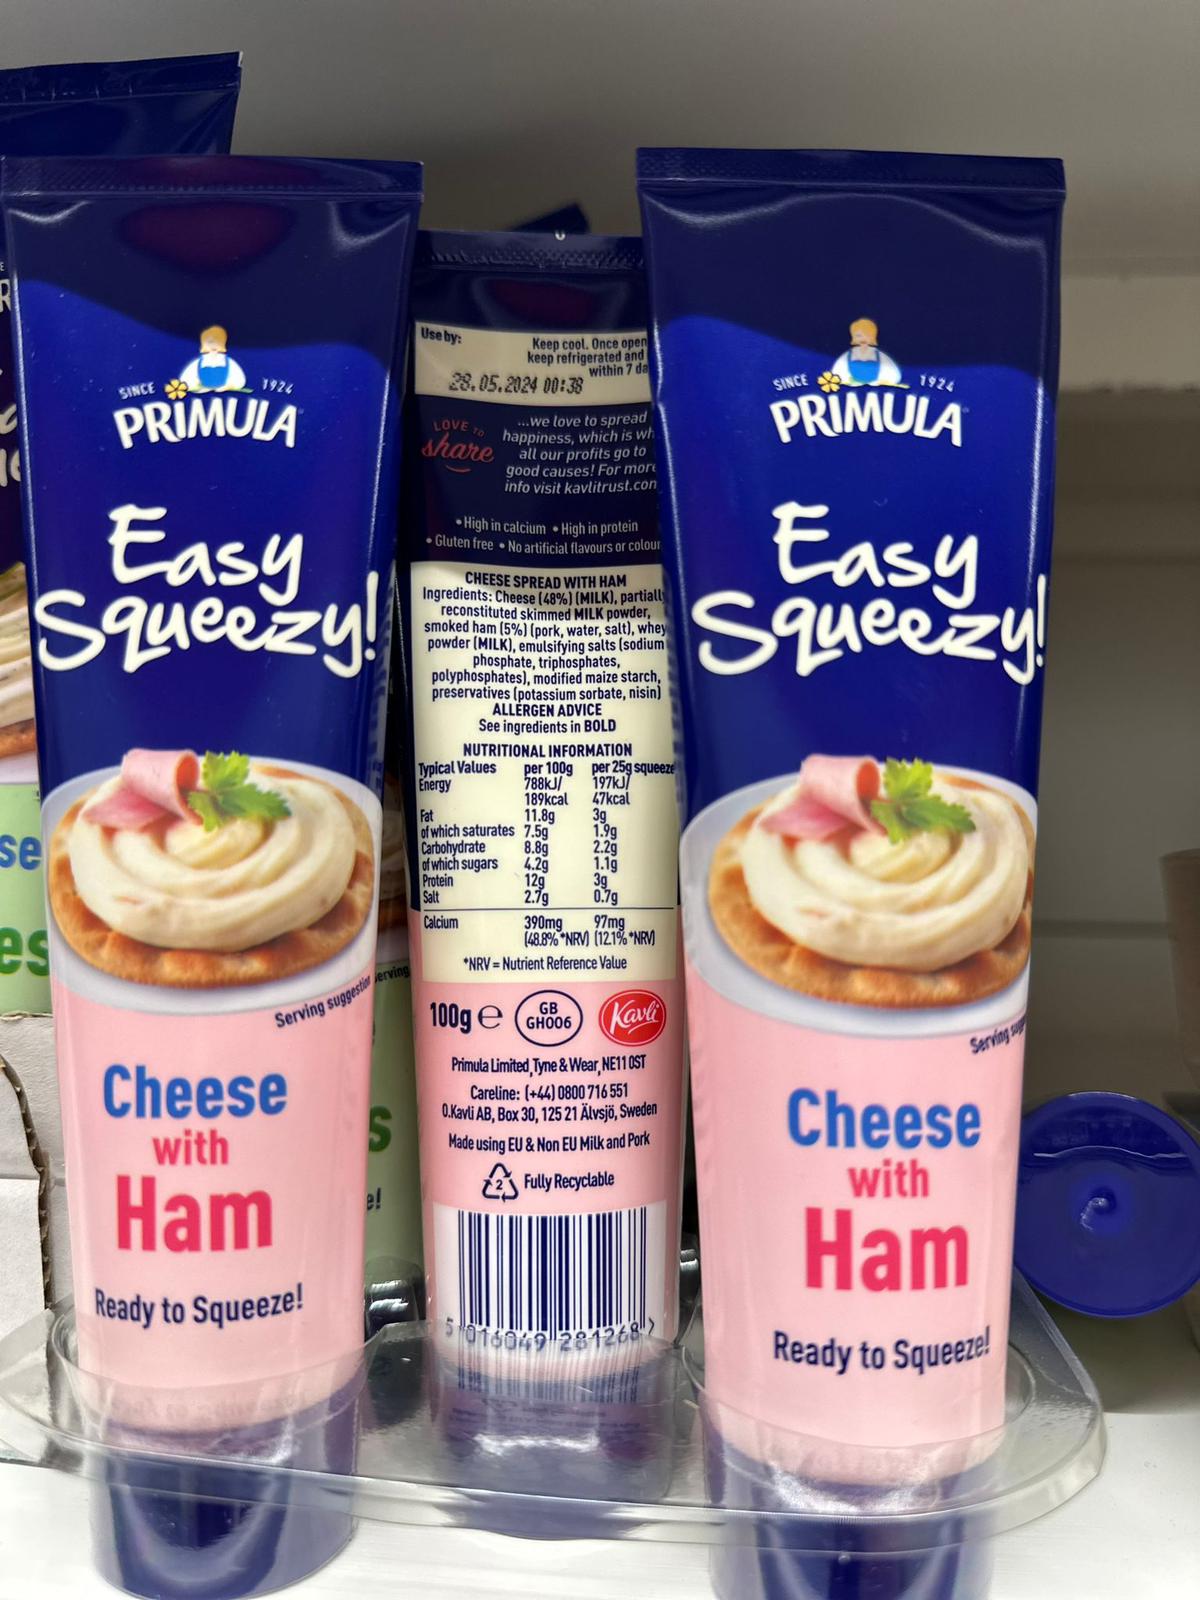 SINCE 1924
PRIMULA
Easy
Squeezy!
Serving suggestion
Cheese
with
Ham
Ready to Squeeze!
Use by:
Keep cool. Once open
keep refrigerated and
within 7
28.05.2024 00:38
LOVE TO
share
...we love to spread
happiness, which is
all our profits go to
good causes! For more
info visit kavlitrust.com
• High in calcium • High in protein
• Gluten free • No artificial flavours or
CHEESE SPREAD WITH HAM
Ingredients: Cheese (48%) (MILK), partially
reconstituted skimmed MILK powder,
smoked ham (5%) (pork, water, salt), whey
powder (MILK), emulsifying salts (sodium
phosphate, triphosphates,
polyphosphates), modified maize starch,
preservatives (potassium sorbate, nisin)
ALLERGEN ADVICE
See ingredients in BOLD
NUTRITIONAL INFORMATION
Typical Values per 100g per 25g squeeze
Energy 788kJ/ 197kJ/
189kcal 47kcal
Fat 11.8g 3g
of which saturates 7.5g 1.9g
Carbohydrate 8.8g 2.2g
of which sugars 4.2g 1.1g
Protein 12g 3g
Salt 2.7g 0.7g
Calcium 390mg 97mg
(48.8% *NRV) (12.1% *NRV)
*NRV = Nutrient Reference Value
100g e GB GH006 Kavli
Primula Limited, Tyne & Wear, NE11 0ST
Careline: (+44) 0800 716 551
O.Kavli AB, Box 30, 125 21 Älvsjö, Sweden
Made using EU & Non EU Milk and Pork
2 Fully Recyclable
5 016049 281268 >
SINCE 1924
PRIMULA
Easy
Squeezy!
Serving
Cheese
with
Ham
Ready to Squeeze!